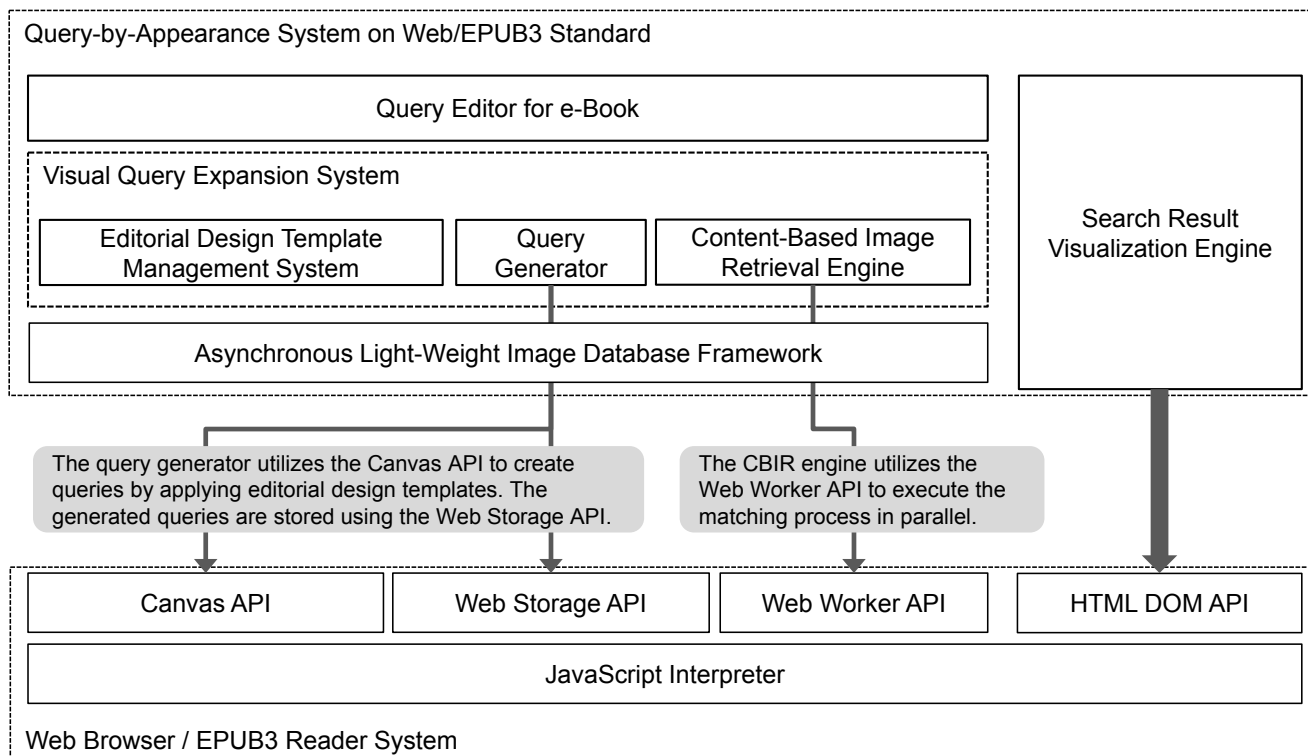 Query-by-Appearance System on Web/EPUB3 Standard
Query Editor for e-Book
Visual Query Expansion System
Editorial Design Template
Management System
Query
Generator
Content-Based Image
Retrieval Engine
Search Result
Visualization Engine
Asynchronous Light-Weight Image Database Framework
The query generator utilizes the Canvas API to create
queries by applying editorial design templates. The
generated queries are stored using the Web Storage API.
The CBIR engine utilizes the
Web Worker API to execute the
matching process in parallel.
Canvas API
Web Storage API
Web Worker API
HTML DOM API
JavaScript Interpreter
Web Browser / EPUB3 Reader System